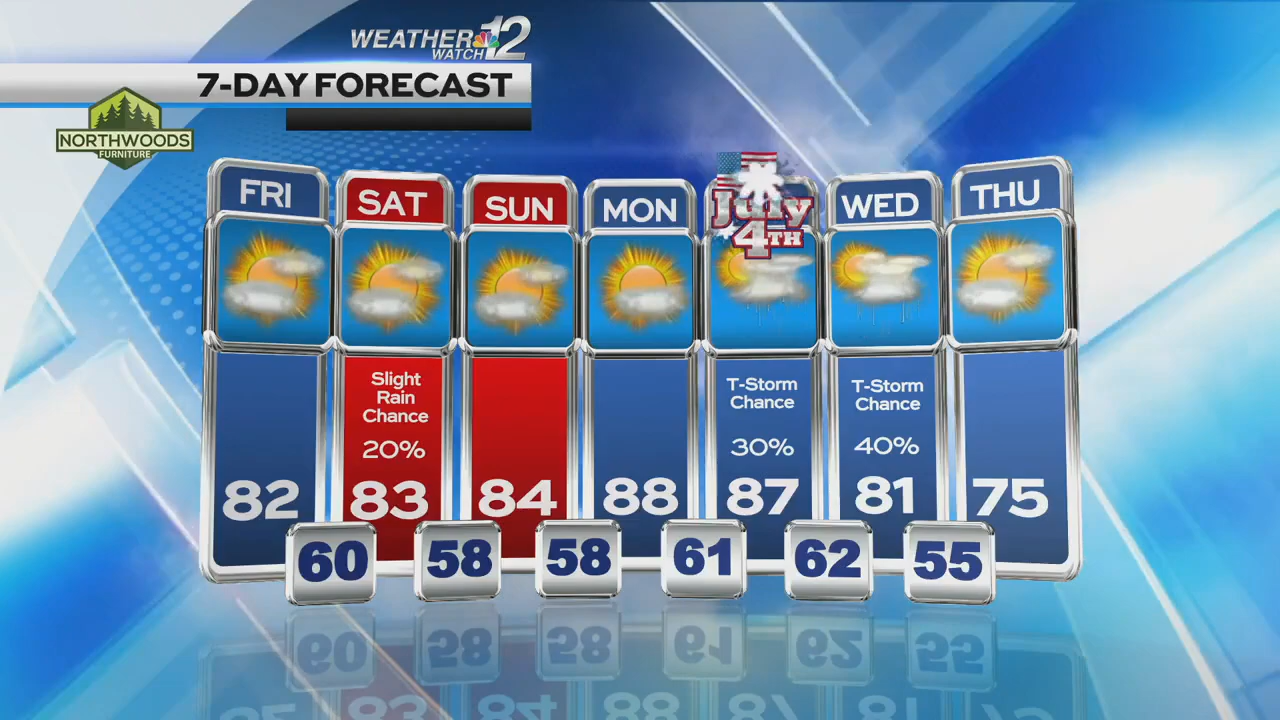 WEATHER 12
WATCH
7-DAY FORECAST
NORTHWOODS
FURNITURE
FRI
SAT
SUN
MON
July
4TH
WED
THU
Slight
Rain
Chance
20%
T-Storm
Chance
30%
T-Storm
Chance
40%
82
83
84
88
87
81
75
60
58
58
61
62
55